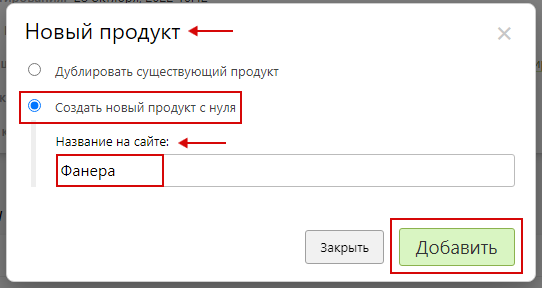 Новый продукт
Дублировать существующий продукт
Создать новый продукт с нуля
Название на сайте:
Фанера
Закрыть
Добавить